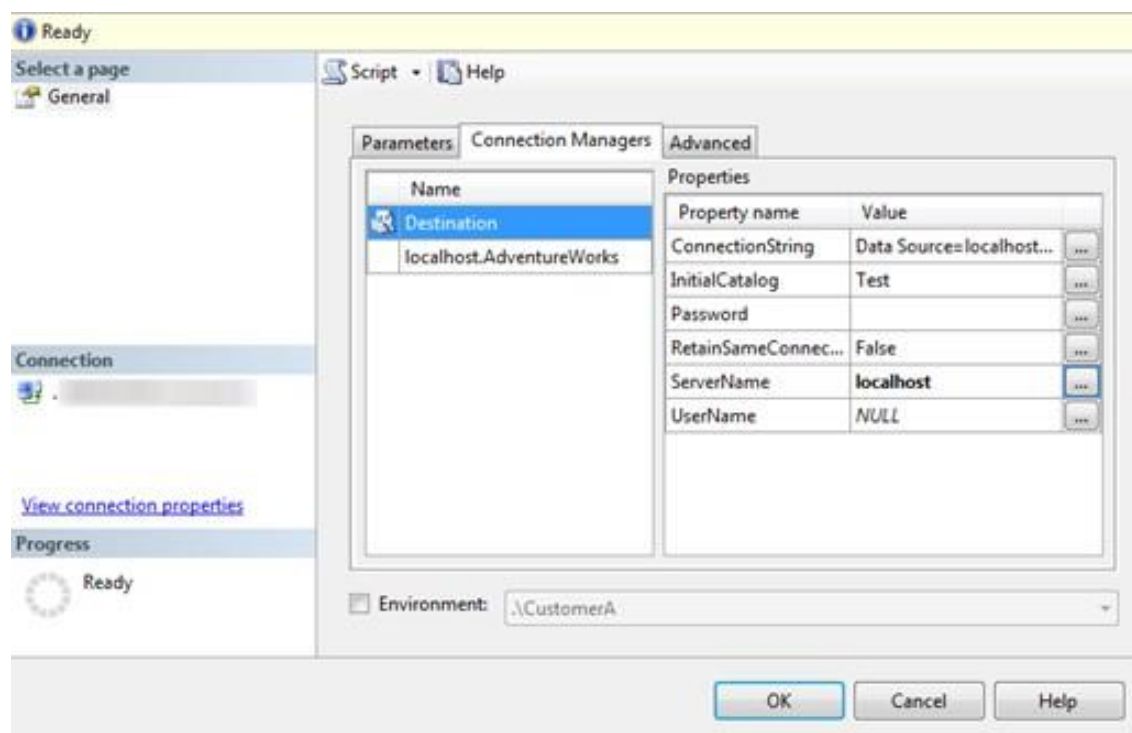 Ready
Select a page
General
Script
Help
Parameters
Connection Managers
Advanced
Name
Destination
localhost.AdventureWorks
Properties
Property name Value
ConnectionString Data Source=localhost... ...
InitialCatalog Test ...
Password ...
RetainSameConnec... False ...
ServerName localhost ...
UserName NULL ...
Connection
.
View connection properties
Progress
Ready
Environment: .\CustomerA
OK
Cancel
Help